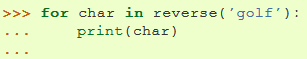 >>> for char in reverse('golf'):
...     print(char)
...